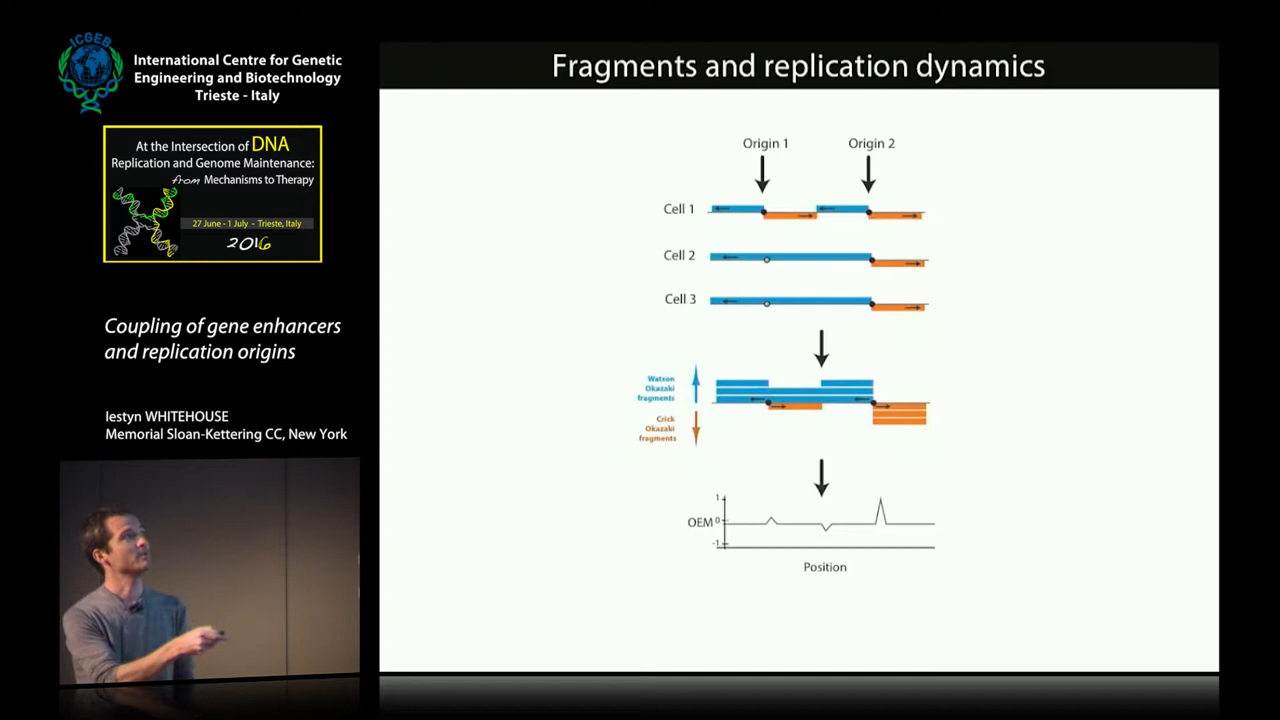 ICGEB
International Centre for Genetic
Engineering and Biotechnology
Trieste - Italy
At the Intersection of DNA
Replication and Genome Maintenance:
from Mechanisms to Therapy
27 June - 1 July - Trieste, Italy
2016
Coupling of gene enhancers
and replication origins
Iestyn WHITEHOUSE
Memorial Sloan-Kettering CC, New York
Fragments and replication dynamics
Origin 1
Origin 2
Cell 1
Cell 2
Cell 3
Watson
Okazaki
fragments
Crick
Okazaki
fragments
1
OEM 0
-1
Position